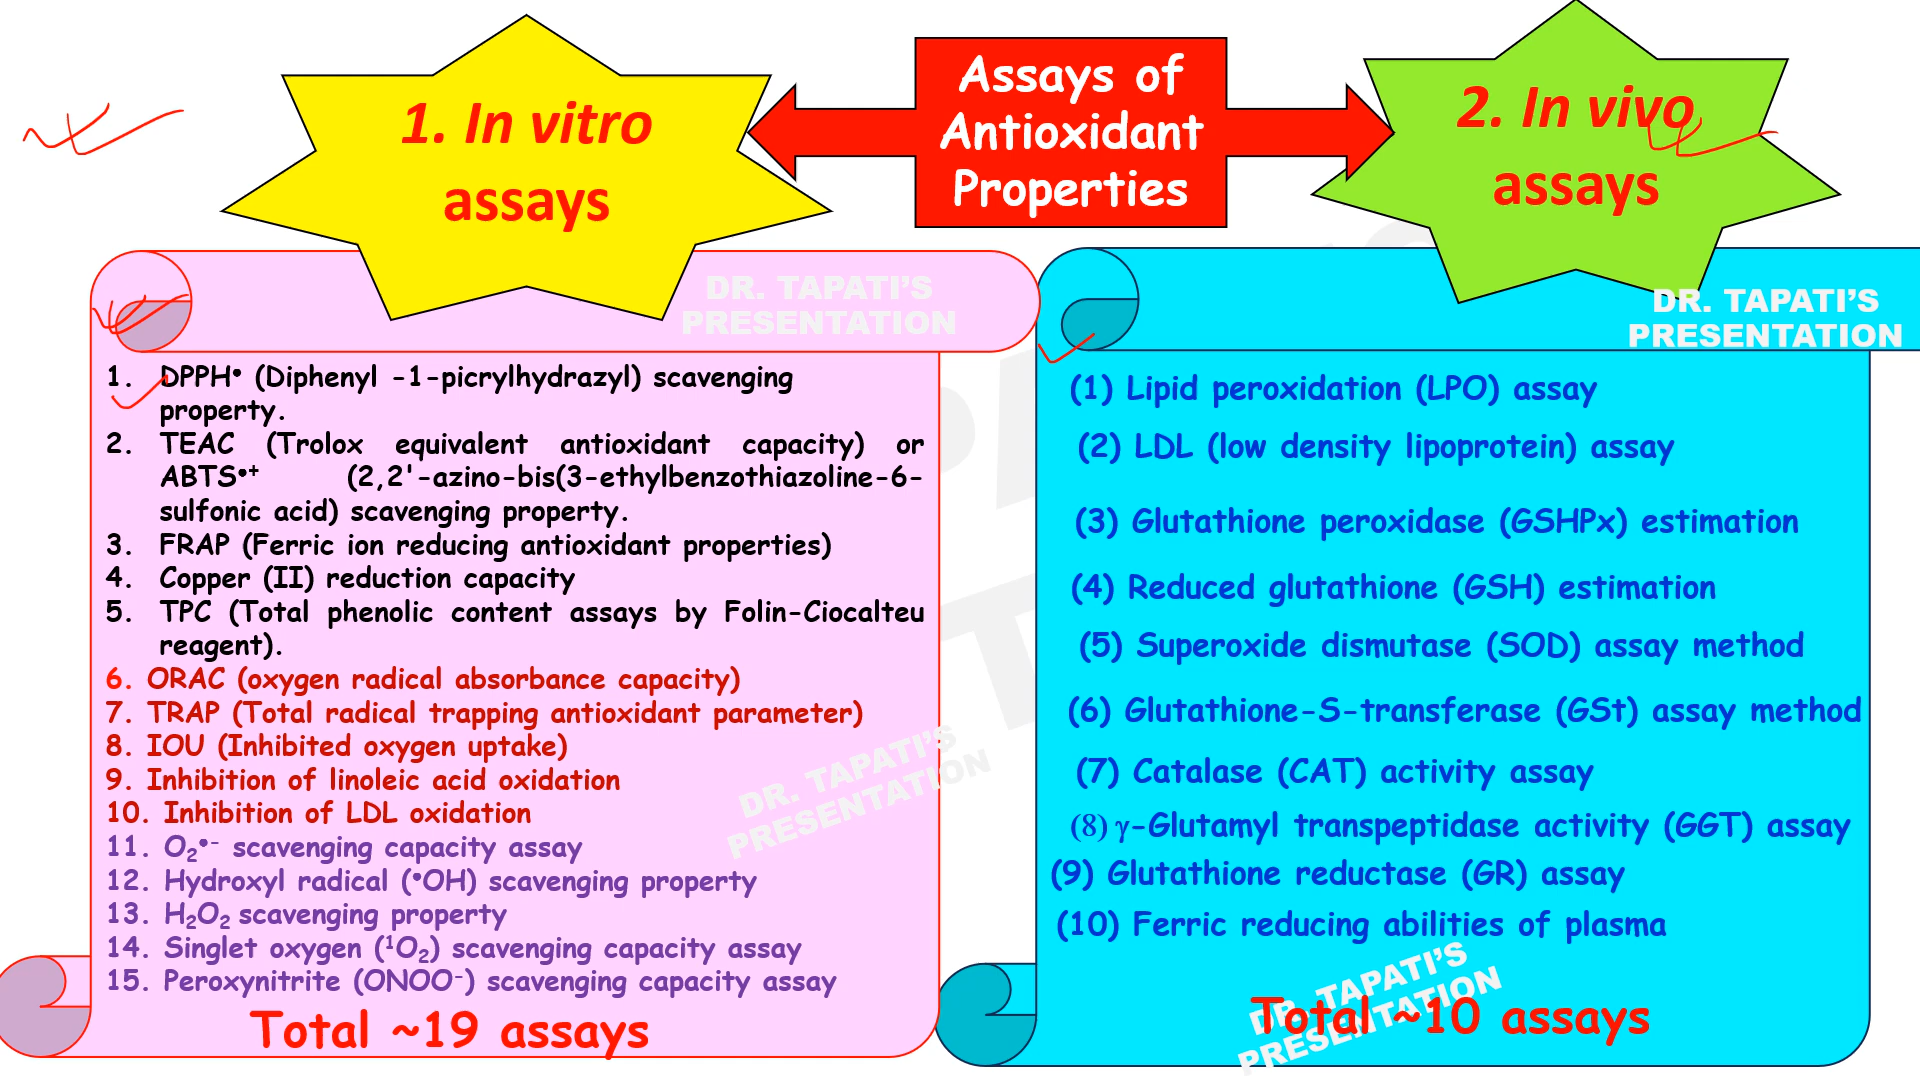 1. In vitro
assays
Assays of
Antioxidant
Properties
2. In vivo
assays
DR. TAPATI’S
PRESENTATION
1. DPPH• (Diphenyl -1-picrylhydrazyl) scavenging
property.
2. TEAC (Trolox equivalent antioxidant capacity) or
ABTS•+ (2,2'-azino-bis(3-ethylbenzothiazoline-6-
sulfonic acid) scavenging property.
3. FRAP (Ferric ion reducing antioxidant properties)
4. Copper (II) reduction capacity
5. TPC (Total phenolic content assays by Folin-Ciocalteu
reagent).
6. ORAC (oxygen radical absorbance capacity)
7. TRAP (Total radical trapping antioxidant parameter)
8. IOU (Inhibited oxygen uptake)
9. Inhibition of linoleic acid oxidation
10. Inhibition of LDL oxidation
11. O₂•- scavenging capacity assay
12. Hydroxyl radical (•OH) scavenging property
13. H₂O₂ scavenging property
14. Singlet oxygen (¹O₂) scavenging capacity assay
15. Peroxynitrite (ONOO⁻) scavenging capacity assay
Total ~19 assays
DR. TAPATI’S
PRESENTATION
DR. TAPATI’S
PRESENTATION
(1) Lipid peroxidation (LPO) assay
(2) LDL (low density lipoprotein) assay
(3) Glutathione peroxidase (GSHPx) estimation
(4) Reduced glutathione (GSH) estimation
(5) Superoxide dismutase (SOD) assay method
(6) Glutathione-S-transferase (GSt) assay method
(7) Catalase (CAT) activity assay
(8) γ-Glutamyl transpeptidase activity (GGT) assay
(9) Glutathione reductase (GR) assay
(10) Ferric reducing abilities of plasma
DR. TAPATI’S
PRESENTATION
Total ~10 assays